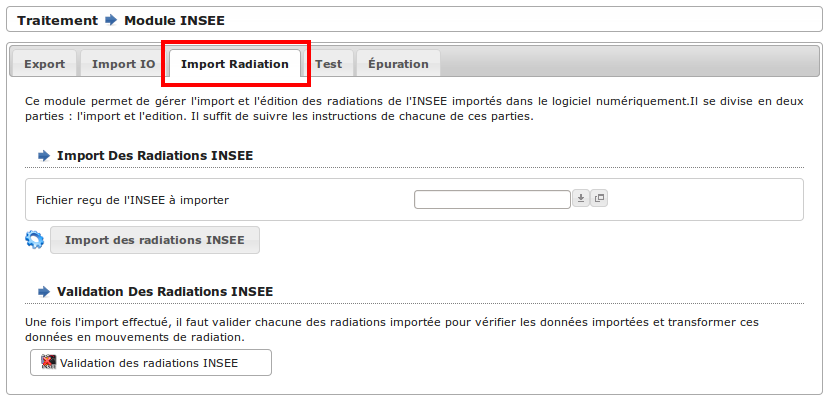 Traitement Module INSEE
Export Import IO Import Radiation Test Épuration
Ce module permet de gérer l'import et l'édition des radiations de l'INSEE importés dans le logiciel numériquement.Il se divise en deux
parties : l'import et l'edition. Il suffit de suivre les instructions de chacune de ces parties.
Import Des Radiations INSEE
Fichier reçu de l'INSEE à importer
Import des radiations INSEE
Validation Des Radiations INSEE
Une fois l'import effectué, il faut valider chacune des radiations importée pour vérifier les données importées et transformer ces
données en mouvements de radiation.
Validation des radiations INSEE